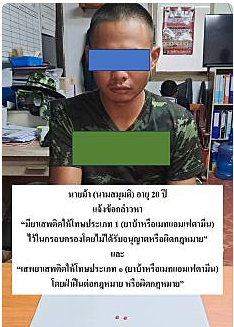 นายม้า (นามสมมุติ) อายุ 20 ปี
แจ้งข้อกล่าวหา
“มียาเสพติดให้โทษประเภท 1 (ยาบ้าหรือเมทแอมเฟตามีน)
ไว้ในครอบครองโดยไม่ได้รับอนุญาตหรือผิดกฎหมาย”
และ
“เสพยาเสพติดให้โทษประเภท ๑ (ยาบ้าหรือเมทแอมเฟตามีน)
โดยฝ่าฝืนต่อกฎหมาย หรือผิดกฎหมาย”